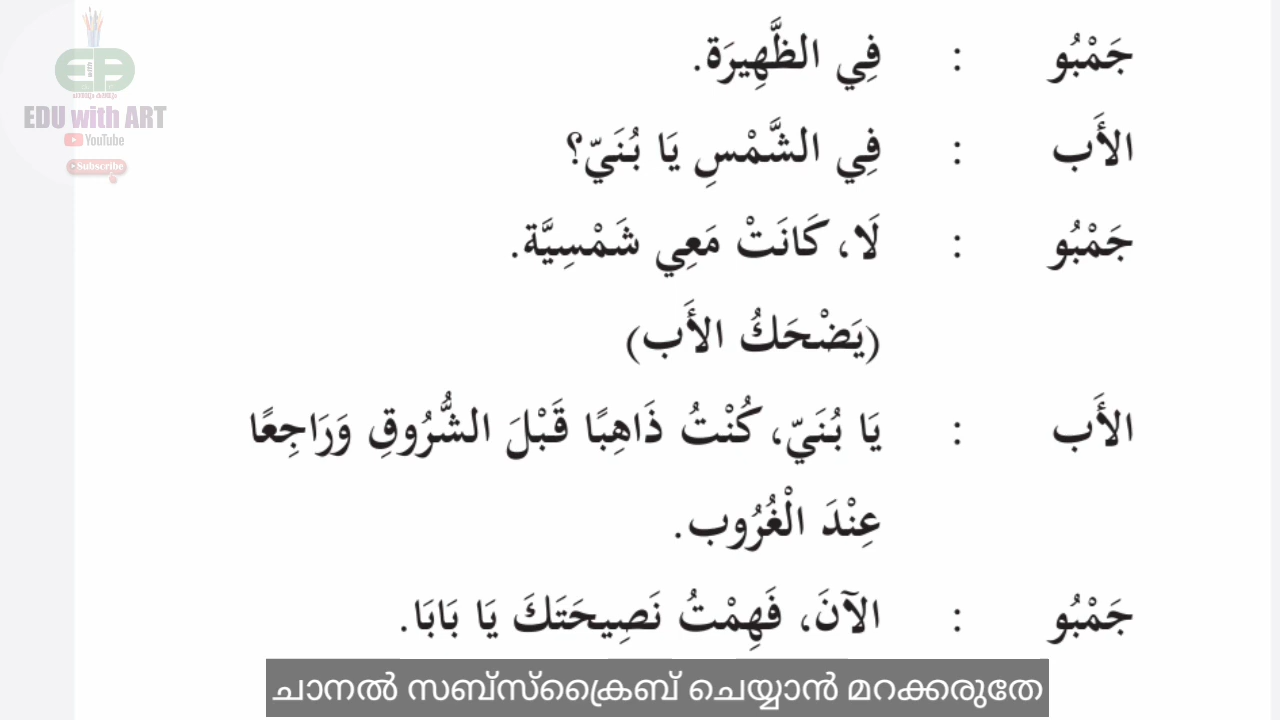 EDU with ART
YouTube
Subscribe
جَمْبُو : فِي الظَّهِيرَة.
الأَب : فِي الشَّمْسِ يَا بُنَيّ؟
جَمْبُو : لَا، كَانَتْ مَعِي شَمْسِيَّة.
(يَضْحَكُ الأَب)
الأَب : يَا بُنَيّ، كُنْتُ ذَاهِبًا قَبْلَ الشُّرُوقِ وَرَاجِعًا
عِنْدَ الْغُرُوب.
جَمْبُو : الآنَ، فَهِمْتُ نَصِيحَتَكَ يَا بَابَا.
ചാനൽ സബ്സ്ക്രൈബ് ചെയ്യാൻ മറക്കരുതേ